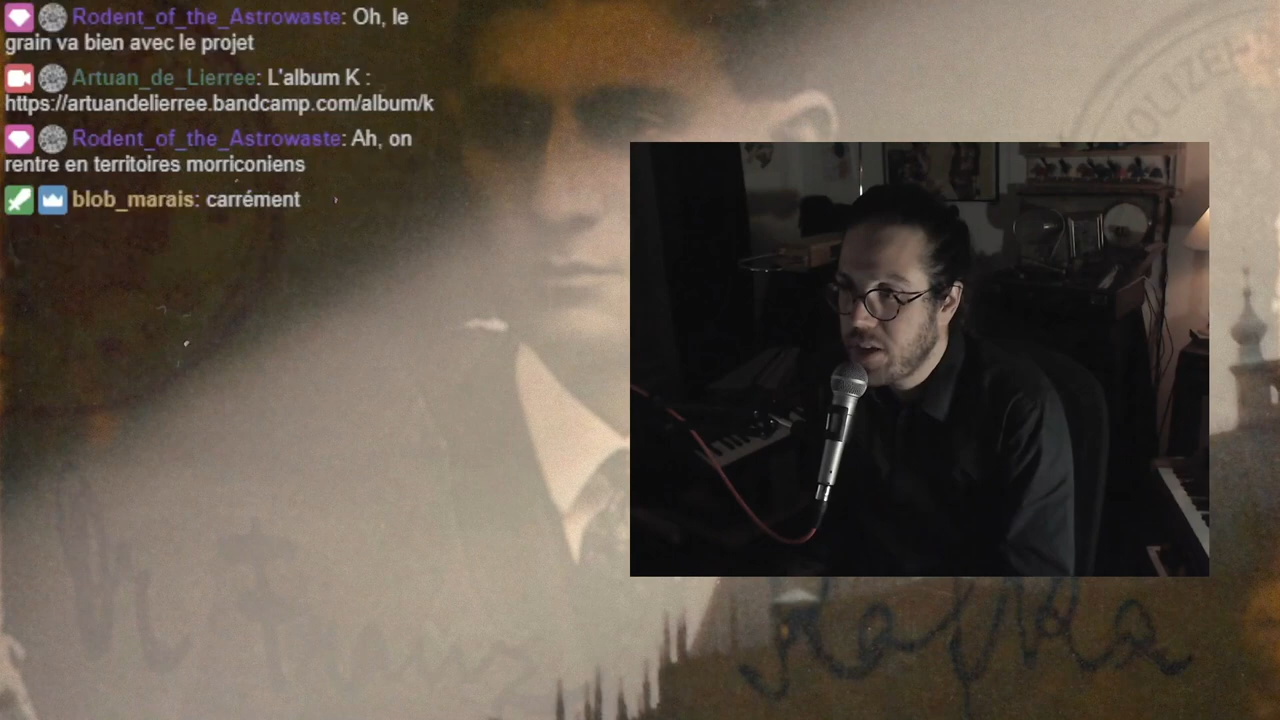 Rodent_of_the_Astrowaste: Oh, le
grain va bien avec le projet
Artuan_de_Lierree: L'album K :
https://artuandelierree.bandcamp.com/album/k
Rodent_of_the_Astrowaste: Ah, on
rentre en territoires morriconiens
blob_marais: carrément
Kafka